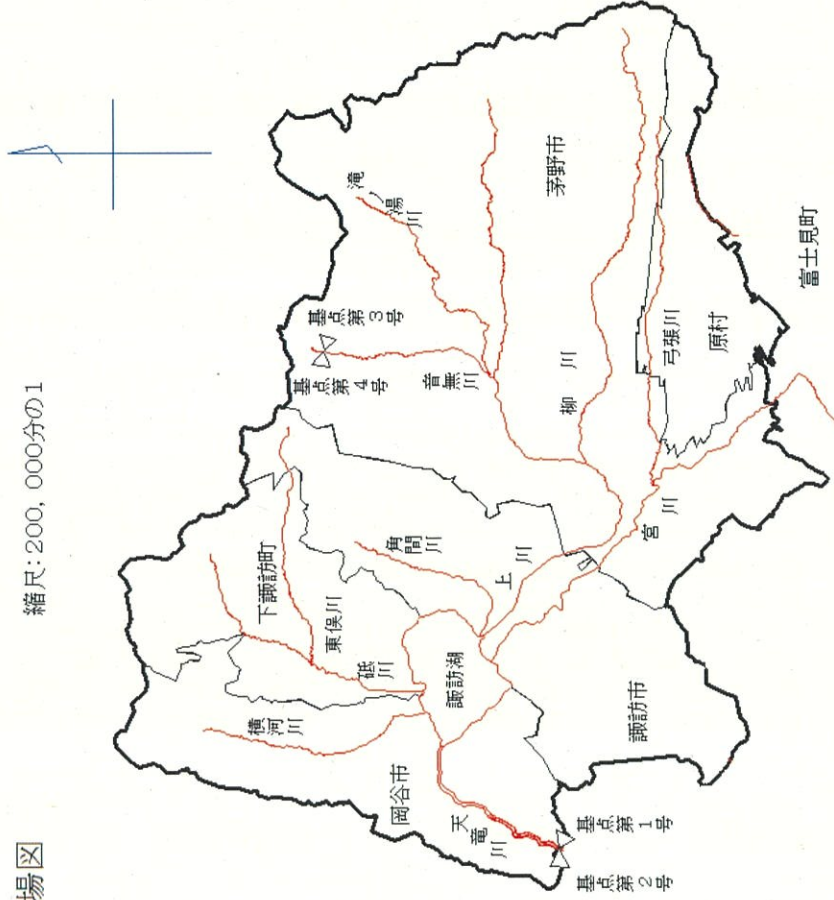 場図
縮尺:200,000分の1
滝ノ湯川
茅野市
基点第3号
基点第4号
音無川
柳川
弓張川
原村
富士見町
下諏訪町
東俣川
砥川
横河川
角間川
上川
宮川
諏訪湖
岡谷市
天竜川
諏訪市
基点第1号
基点第2号